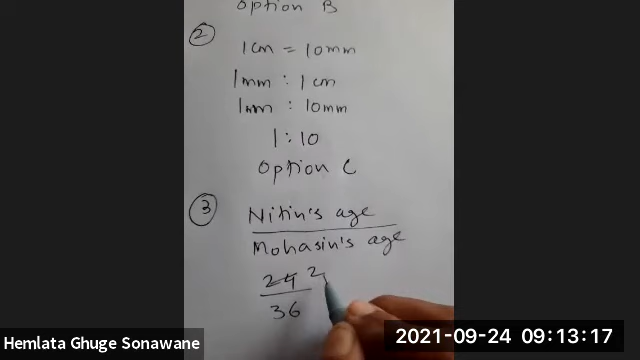 Option B
②
1cm = 10mm
1mm : 1cm
1mm : 10mm
1:10
Option C
③
Nitin's age
Mohasin's age
24 2
36
Hemlata Ghuge Sonawane
2021-09-24 09:13:17